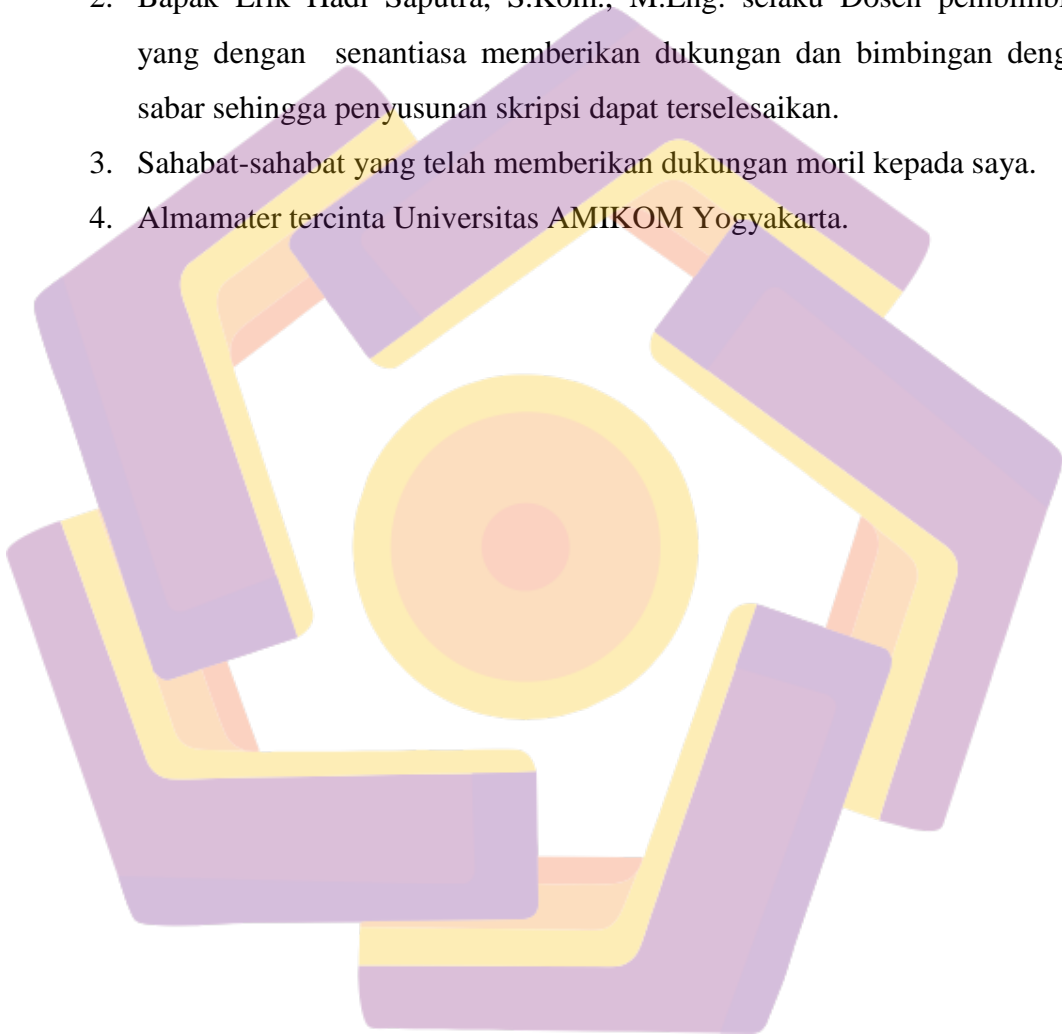 2. Bapak Erik Hadi Saputra, S.Kom., M.Eng. selaku Dosen
yang dengan senantiasa memberikan dukungan dan bimbingan
sabar sehingga penyusunan skripsi dapat terselesaikan.
3. Sahabat-sahabat yang telah memberikan dukungan moril kepada saya.
4. Almamater tercinta Universitas AMIKOM Yogyakarta.